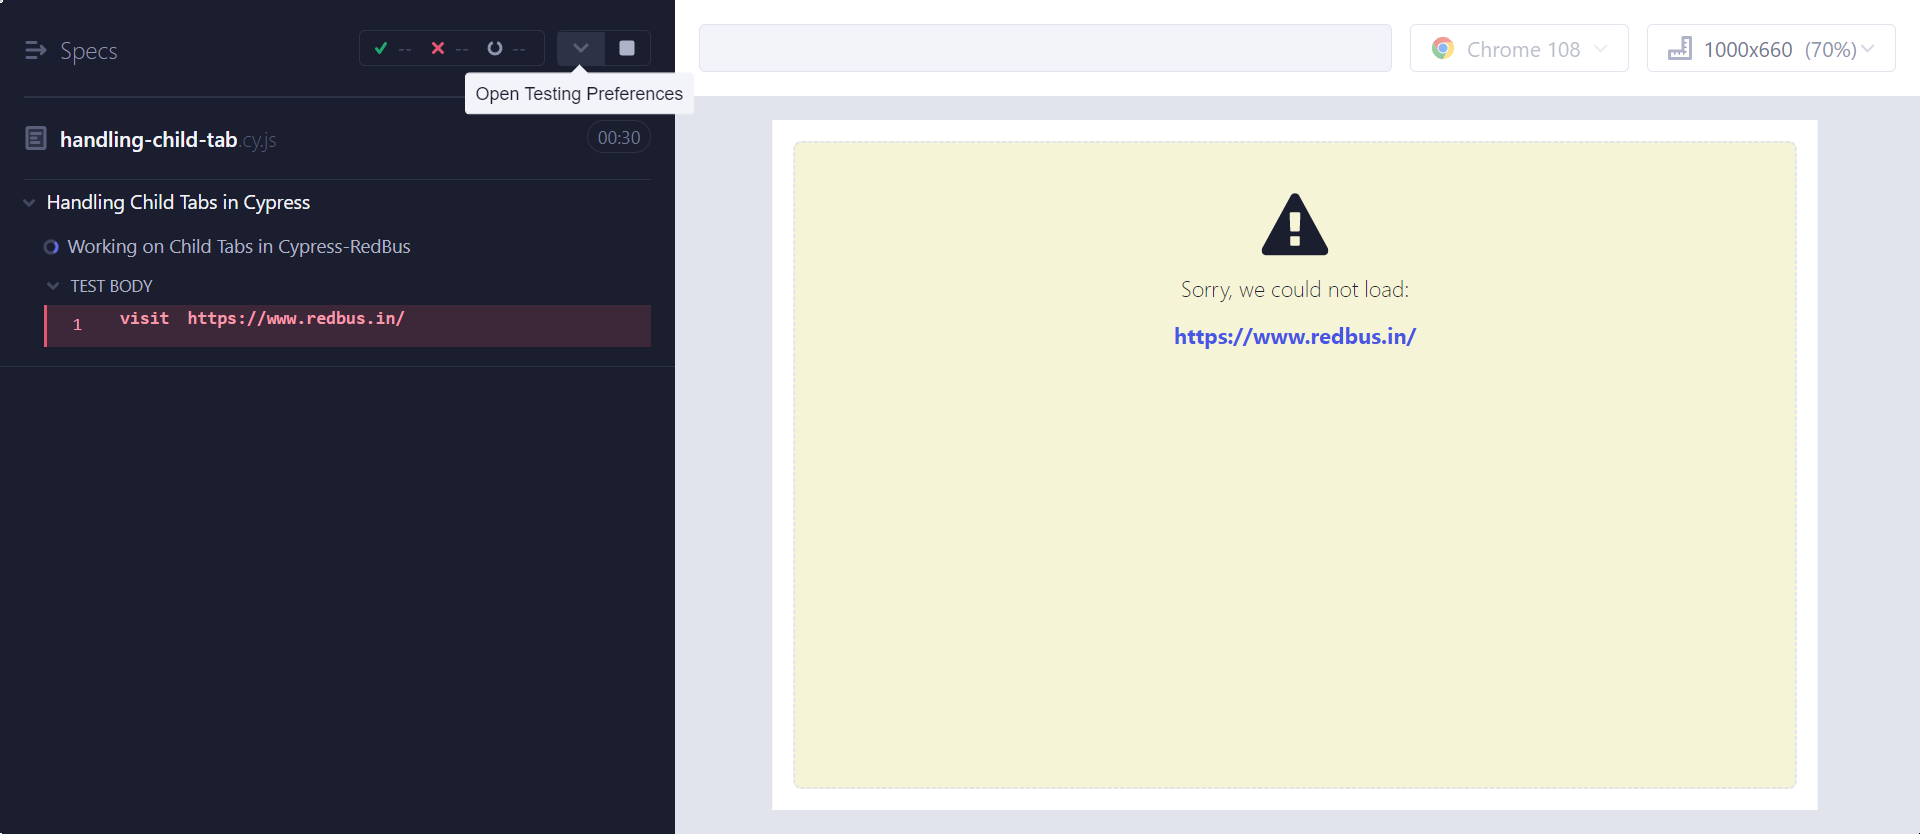 Specs
--
--
--
Open Testing Preferences
handling-child-tab.cy.js
00:30
Handling Child Tabs in Cypress
Working on Child Tabs in Cypress-RedBus
TEST BODY
1 visit https://www.redbus.in/
Chrome 108
1000x660 (70%)
Sorry, we could not load:
https://www.redbus.in/